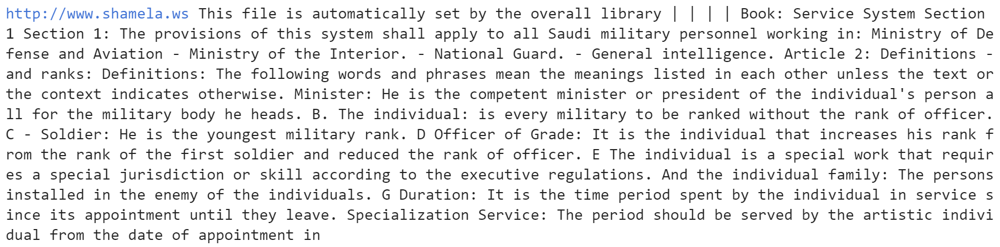 http://www.shamela.ws This file is automatically set by the overall library | | | | Book: Service System Section
1 Section 1: The provisions of this system shall apply to all Saudi military personnel working in: Ministry of De
fense and Aviation - Ministry of the Interior. - National Guard. - General intelligence. Article 2: Definitions -
and ranks: Definitions: The following words and phrases mean the meanings listed in each other unless the text or
the context indicates otherwise. Minister: He is the competent minister or president of the individual's person a
ll for the military body he heads. B. The individual: is every military to be ranked without the rank of officer.
C - Soldier: He is the youngest military rank. D Officer of Grade: It is the individual that increases his rank f
rom the rank of the first soldier and reduced the rank of officer. E The individual is a special work that requir
es a special jurisdiction or skill according to the executive regulations. And the individual family: The persons
installed in the enemy of the individuals. G Duration: It is the time period spent by the individual in service s
ince its appointment until they leave. Specialization Service: The period should be served by the artistic indivi
dual from the date of appointment in